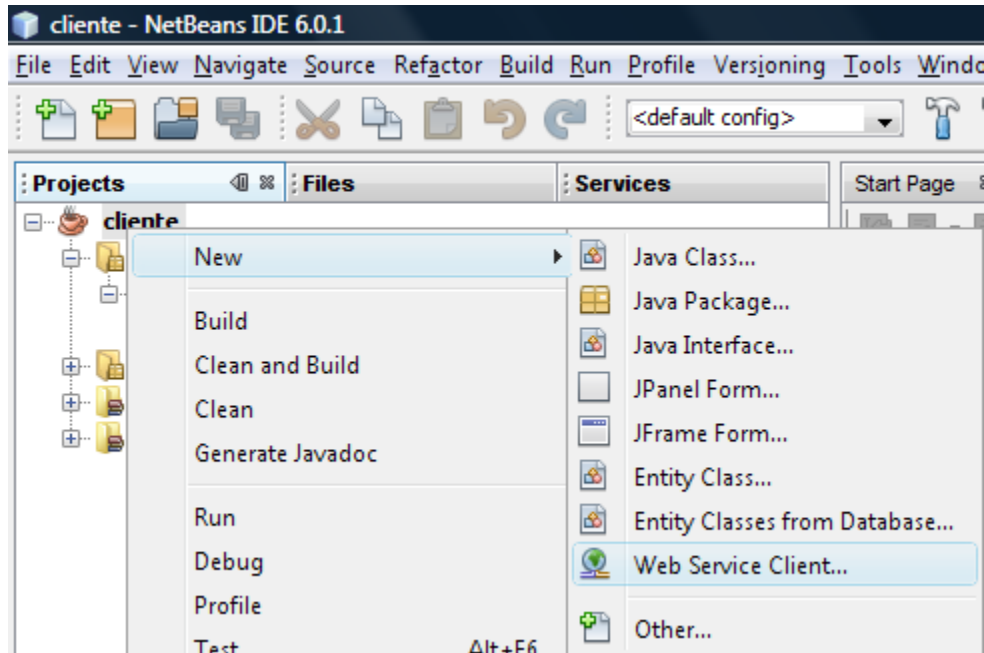 cliente - NetBeans IDE 6.0.1
File Edit View Navigate Source Refactor Build Run Profile Versioning Tools
<default config>
Projects Files Services Start Page
cliente
New
Build
Clean and Build
Clean
Generate Javadoc
Run
Debug
Profile
Test Alt+F6
Java Class...
Java Package...
Java Interface...
JPanel Form...
JFrame Form...
Entity Class...
Entity Classes from Database...
Web Service Client...
Other...